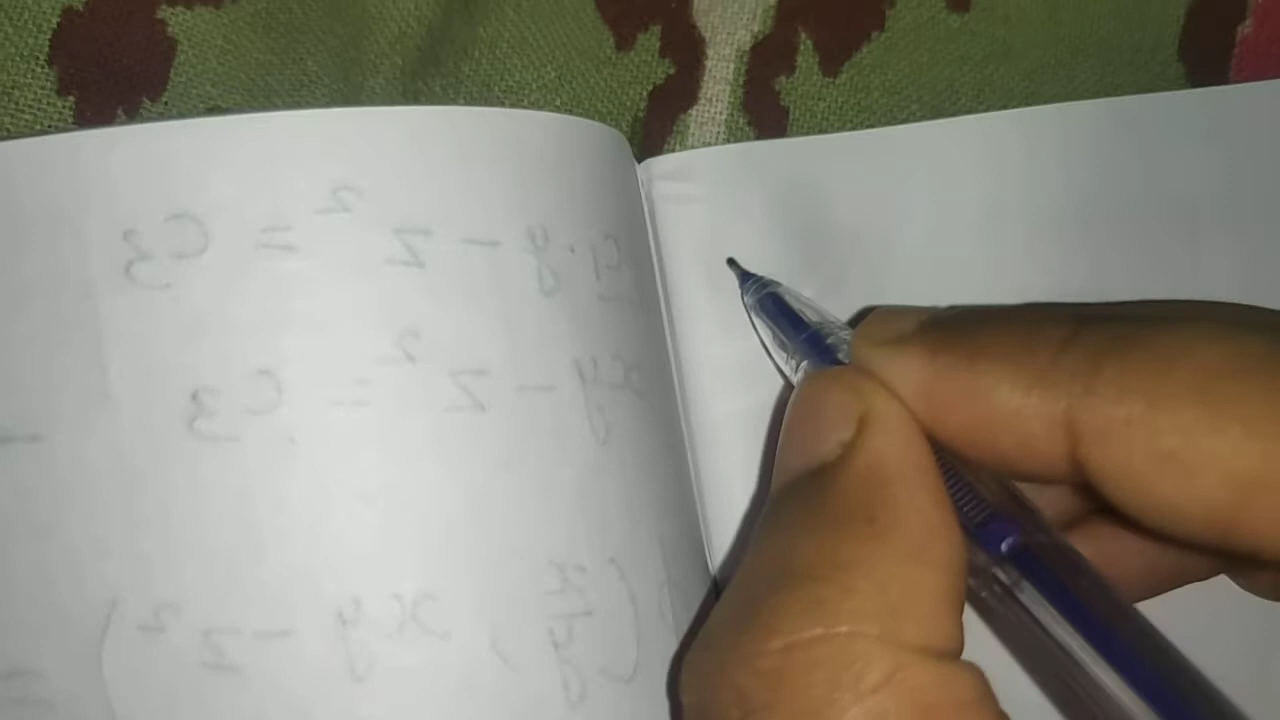 y - z² = c3
xy - z² = c3 -
(x/y, xy - z²) =